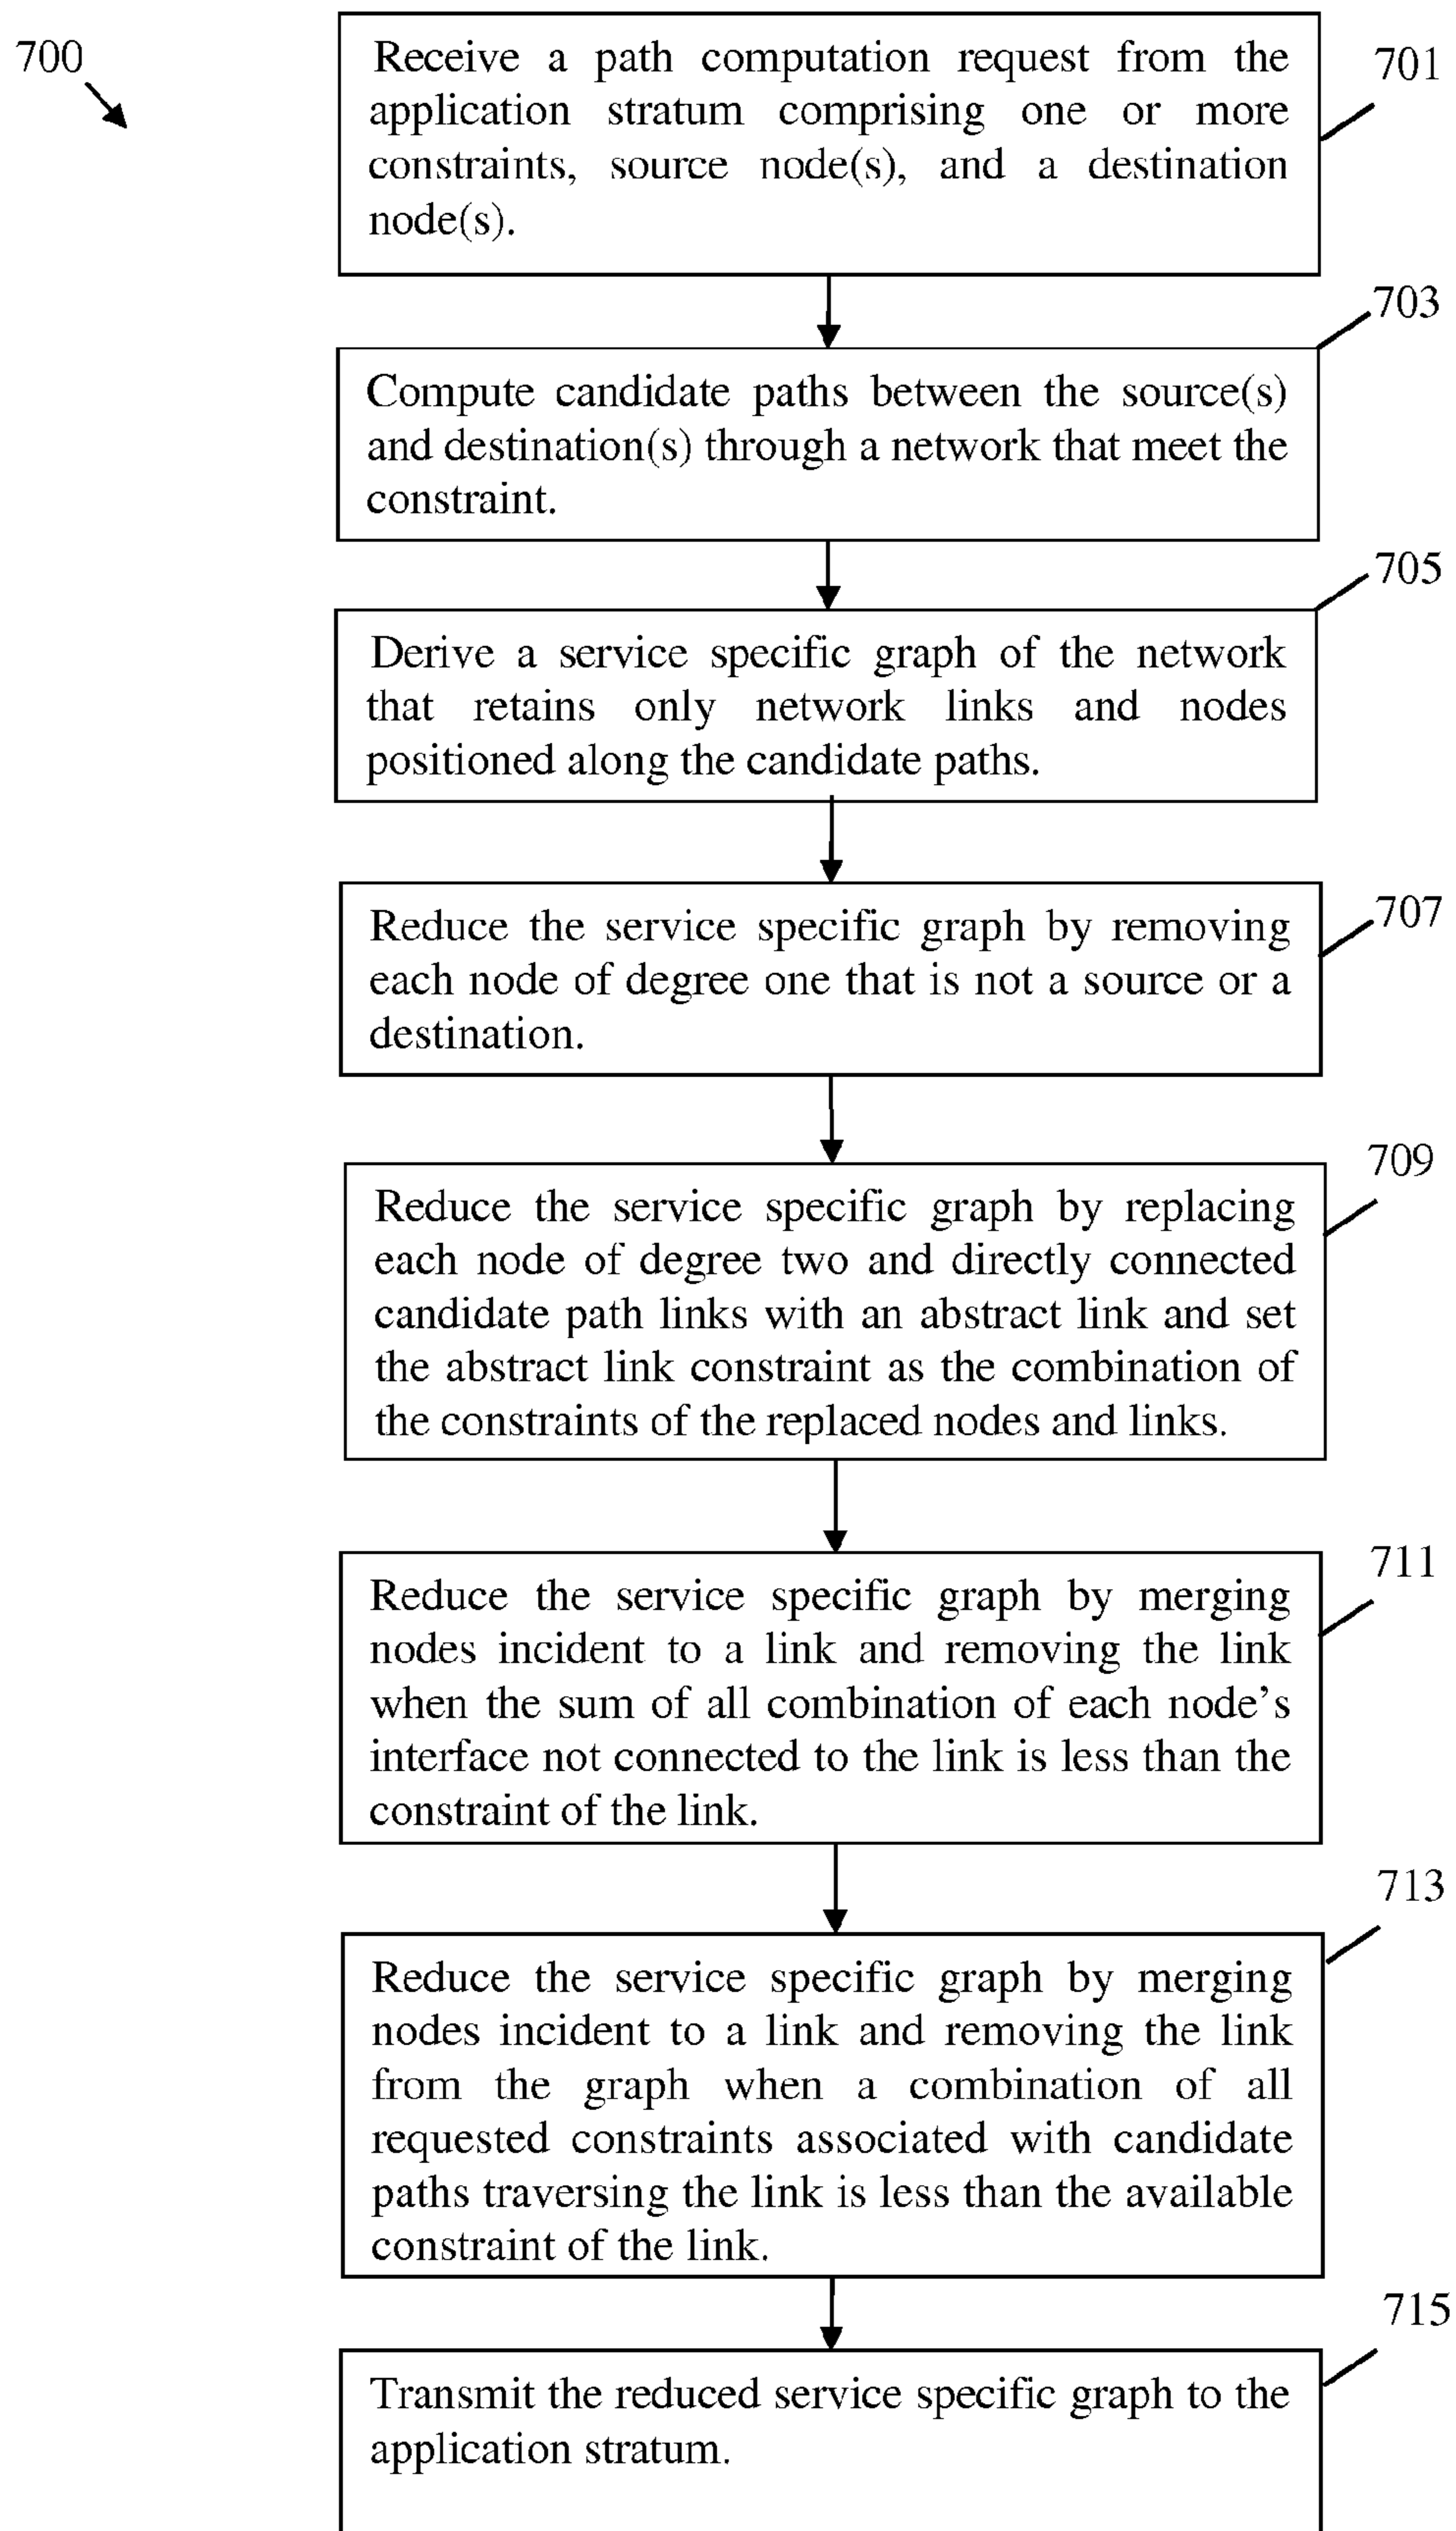 700
701
Receive a path computation request from the
application stratum comprising one or more
constraints, source node(s), and a destination
node(s).
703
Compute candidate paths between the source(s)
and destination(s) through a network that meet the
constraint.
705
Derive a service specific graph of the network
that retains only network links and nodes
positioned along the candidate paths.
707
Reduce the service specific graph by removing
each node of degree one that is not a source or a
destination.
709
Reduce the service specific graph by replacing
each node of degree two and directly connected
candidate path links with an abstract link and set
the abstract link constraint as the combination of
the constraints of the replaced nodes and links.
711
Reduce the service specific graph by merging
nodes incident to a link and removing the link
when the sum of all combination of each node’s
interface not connected to the link is less than the
constraint of the link.
713
Reduce the service specific graph by merging
nodes incident to a link and removing the link
from the graph when a combination of all
requested constraints associated with candidate
paths traversing the link is less than the available
constraint of the link.
715
Transmit the reduced service specific graph to the
application stratum.